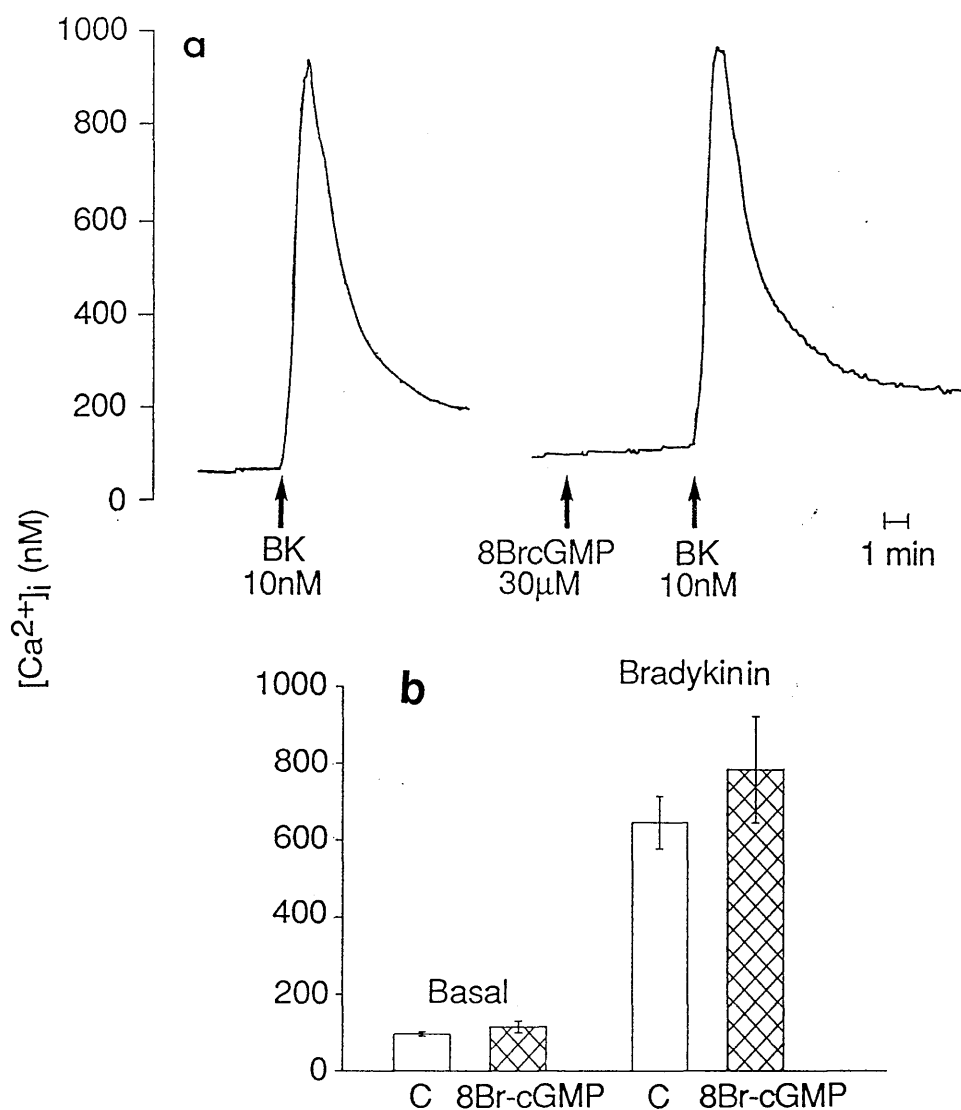 a
1000
800
600
400
200
0
BK
10nM
8BrcGMP
30μM
BK
10nM
1 min
[Ca2+]i (nM)
b
Bradykinin
1000
800
600
400
200
0
Basal
C 8Br-cGMP C 8Br-cGMP